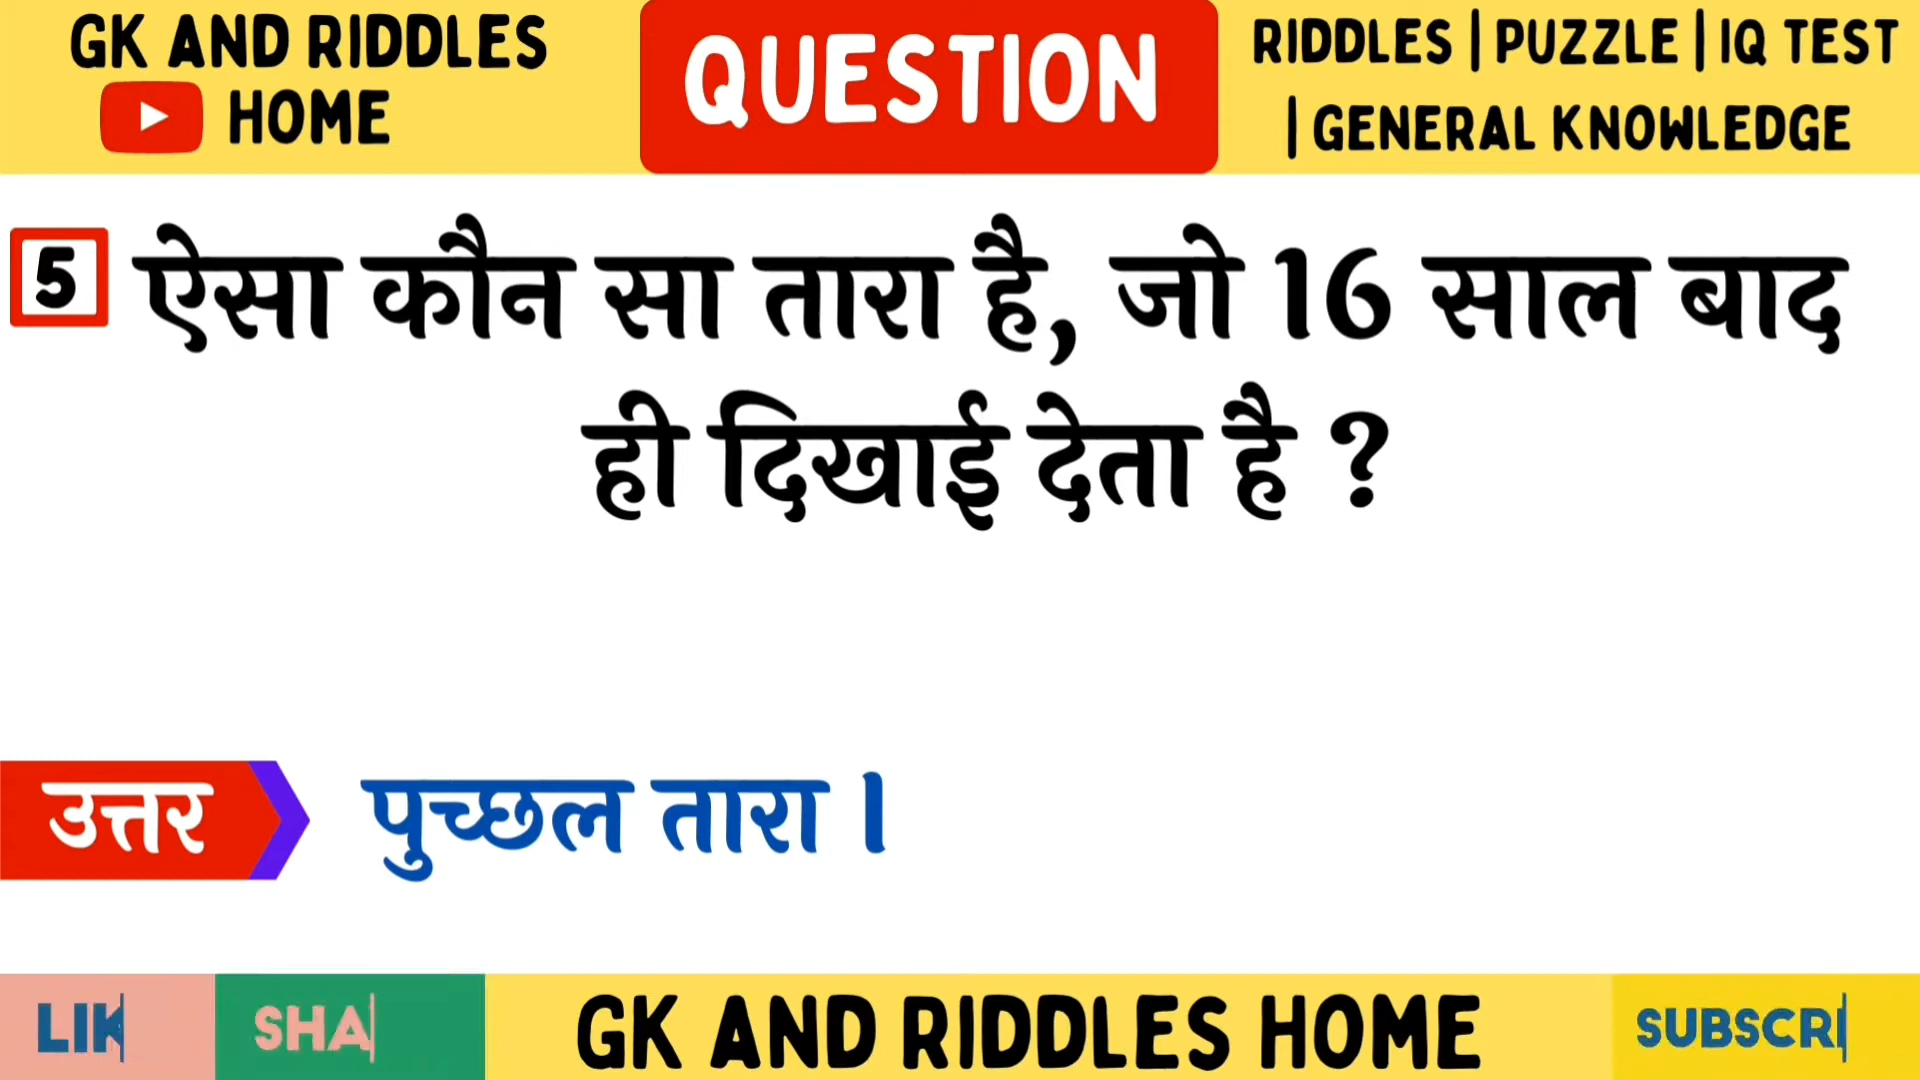 GK AND RIDDLES
HOME
QUESTION
RIDDLES | PUZZLE | IQ TEST
| GENERAL KNOWLEDGE
5 ऐसा कौन सा तारा है, जो 16 साल बाद
ही दिखाई देता है ?
उत्तर पुच्छल तारा ।
LIK SHA GK AND RIDDLES HOME SUBSCRI